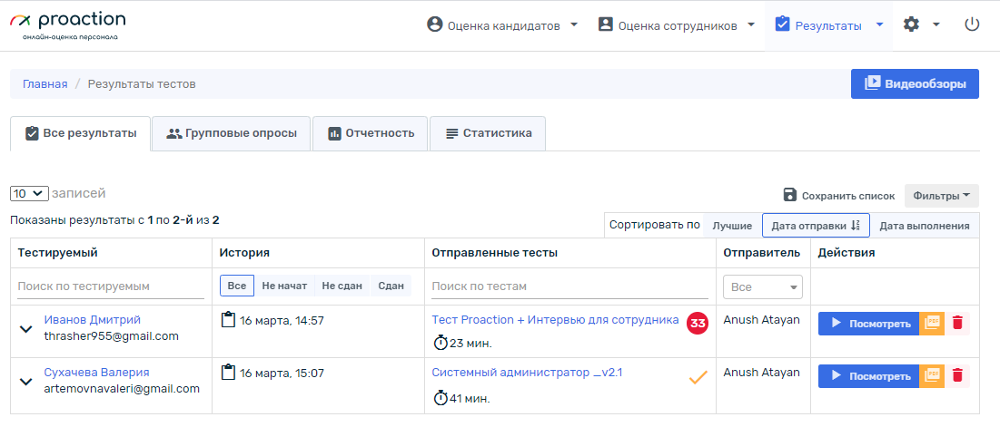 proaction
онлайн-оценка персонала
Оценка кандидатов
Оценка сотрудников
Результаты
Главная / Результаты тестов
Видеообзоры
Все результаты
Групповые опросы
Отчетность
Статистика
10 записей
Сохранить список
Фильтры
Показаны результаты с 1 по 2-й из 2
Сортировать по Лучшие Дата отправки Дата выполнения
Тестируемый История Отправленные тесты Отправитель Действия
Поиск по тестируемым Все Не начат Не сдан Сдан Поиск по тестам Все
Иванов Дмитрий 16 марта, 14:57 Тест Proaction + Интервью для сотрудника 33 Anush Atayan Посмотреть PDF
thrasher955@gmail.com 23 мин.
Сухачева Валерия 16 марта, 15:07 Системный администратор _v2.1 Anush Atayan Посмотреть PDF
artemovnavaleri@gmail.com 41 мин.